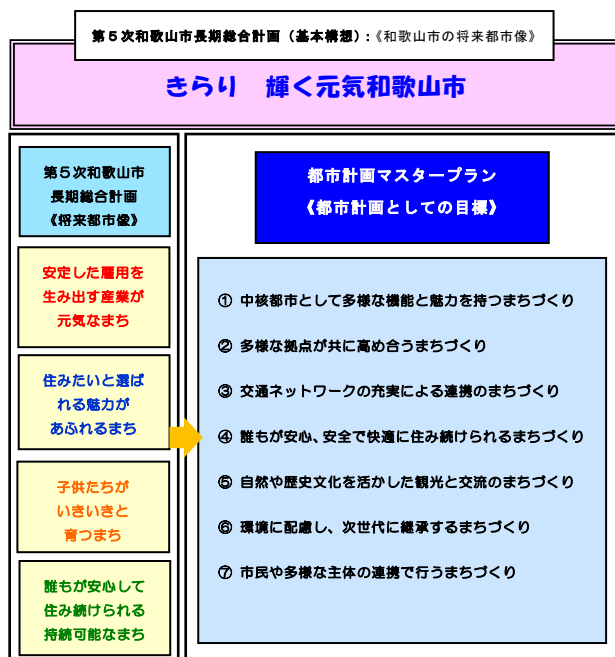 第5次和歌山市長期総合計画（基本構想）：《和歌山市の将来都市像》
きらり　輝く元気和歌山市
第5次和歌山市
長期総合計画
《将来都市像》
安定した雇用を
生み出す産業が
元気なまち
住みたいと選ば
れる魅力が
あふれるまち
子供たちが
いきいきと
育つまち
誰もが安心して
住み続けられる
持続可能なまち
都市計画マスタープラン
《都市計画としての目標》
① 中核都市として多様な機能と魅力を持つまちづくり
② 多様な拠点が共に高め合うまちづくり
③ 交通ネットワークの充実による連携のまちづくり
④ 誰もが安心、安全で快適に住み続けられるまちづくり
⑤ 自然や歴史文化を活かした観光と交流のまちづくり
⑥ 環境に配慮し、次世代に継承するまちづくり
⑦ 市民や多様な主体の連携で行うまちづくり